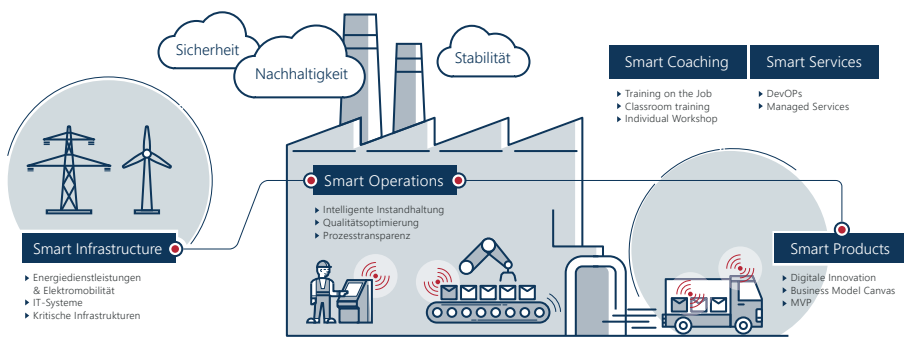 Sicherheit
Nachhaltigkeit
Stabilität
Smart Coaching
Training on the Job
Classroom training
Individual Workshop
Smart Services
DevOPs
Managed Services
Smart Operations
Intelligente Instandhaltung
Qualitätsoptimierung
Prozesstransparenz
Smart Infrastructure
Energiedienstleistungen
& Elektromobilität
IT-Systeme
Kritische Infrastrukturen
Smart Products
Digitale Innovation
Business Model Canvas
MVP